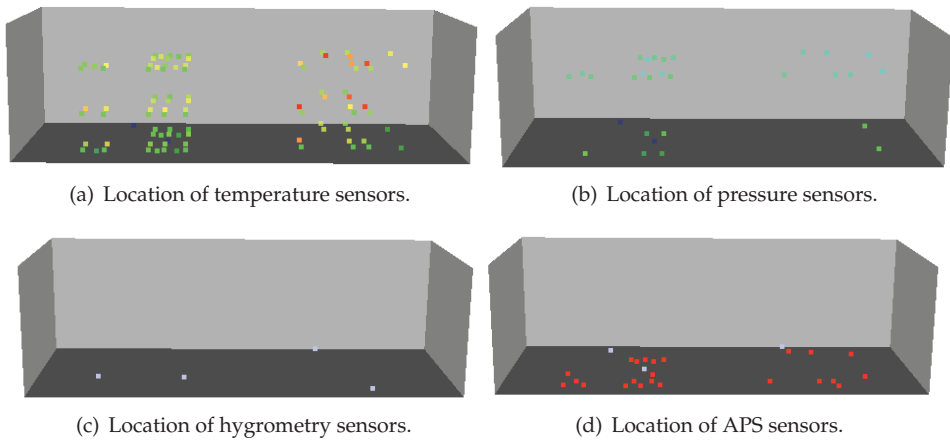 (a) Location of temperature sensors.
(b) Location of pressure sensors.
(c) Location of hygrometry sensors.
(d) Location of APS sensors.